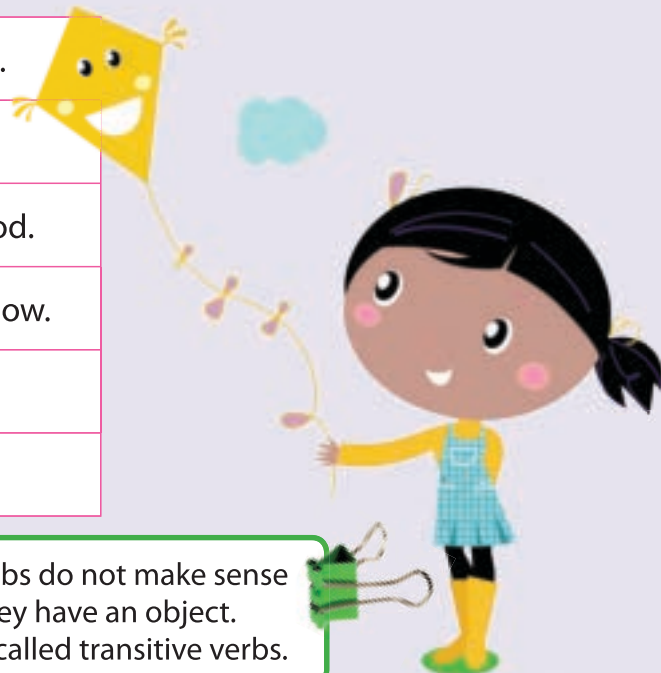 .
od.
ow.
bs do not make sense
ey have an object.
called transitive verbs.